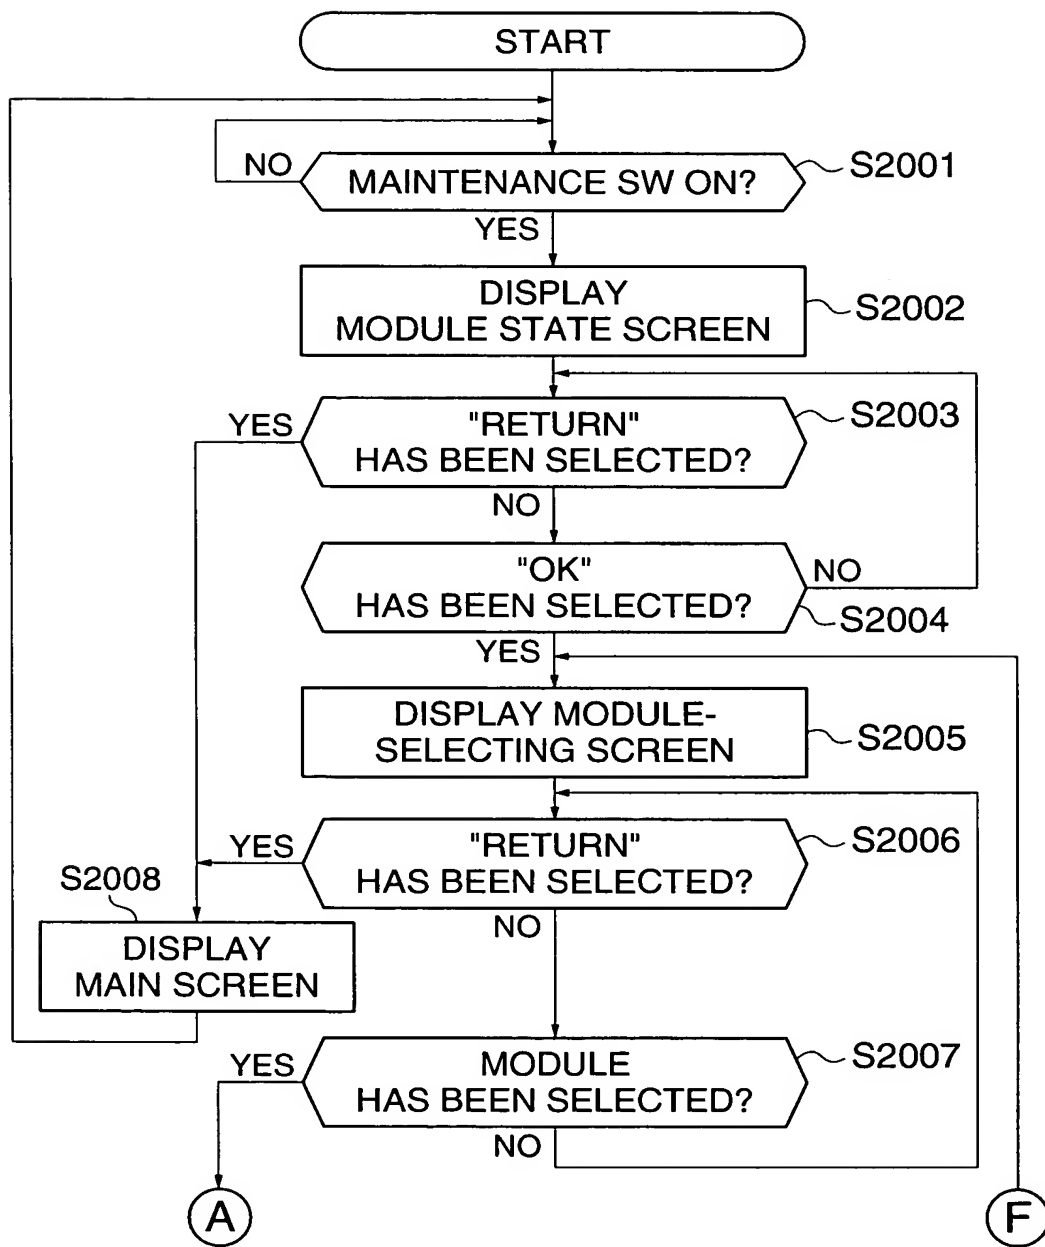 START
NO
MAINTENANCE SW ON?
S2001
YES
DISPLAY
MODULE STATE SCREEN
S2002
YES
"RETURN"
HAS BEEN SELECTED?
S2003
NO
"OK"
HAS BEEN SELECTED?
NO
S2004
YES
DISPLAY MODULE-
SELECTING SCREEN
S2005
YES
"RETURN"
HAS BEEN SELECTED?
S2006
NO
S2008
DISPLAY
MAIN SCREEN
YES
MODULE
HAS BEEN SELECTED?
S2007
NO
A
F